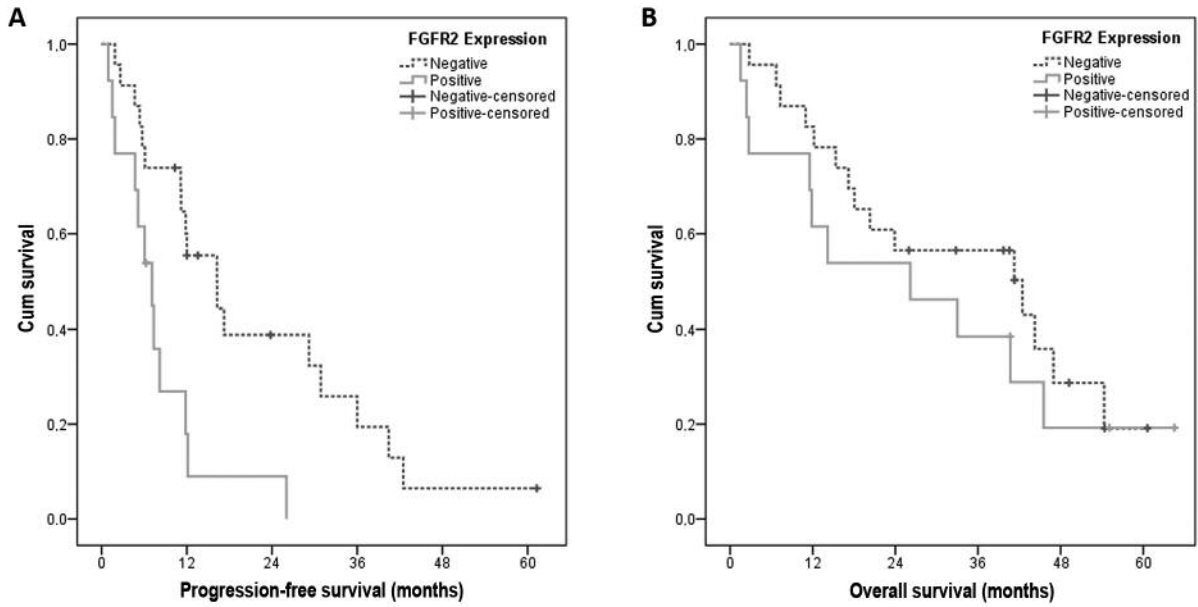 A
FGFR2 Expression
Negative
Positive
Negative-censored
Positive-censored
1.0
0.8
0.6
0.4
0.2
0.0
Cum survival
0
12
24
36
48
60
Progression-free survival (months)
B
FGFR2 Expression
Negative
Positive
Negative-censored
Positive-censored
1.0
0.8
0.6
0.4
0.2
0.0
Cum survival
0
12
24
36
48
60
Overall survival (months)